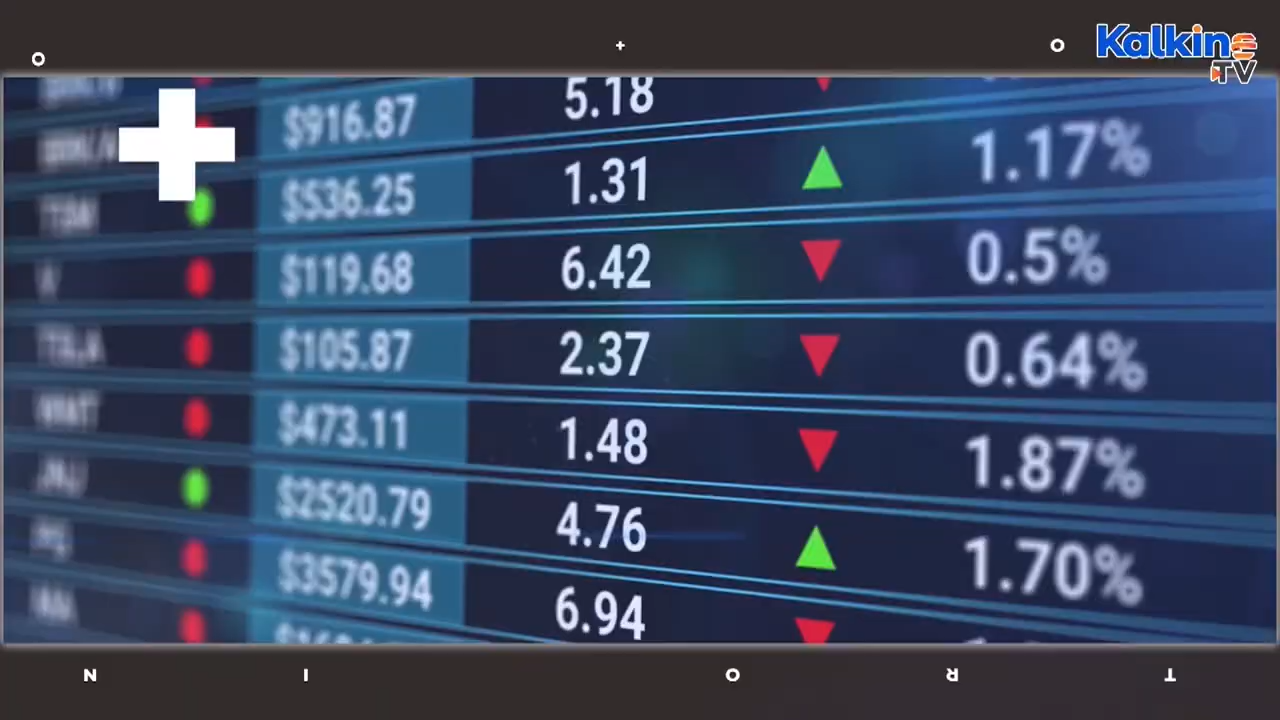 Kalkine
TV
$916.87 5.18
$536.25 1.31 1.17%
$119.68 6.42 0.5%
$105.87 2.37 0.64%
$473.11 1.48 1.87%
$2520.79 4.76 1.70%
$3579.94 6.94
N I O R T